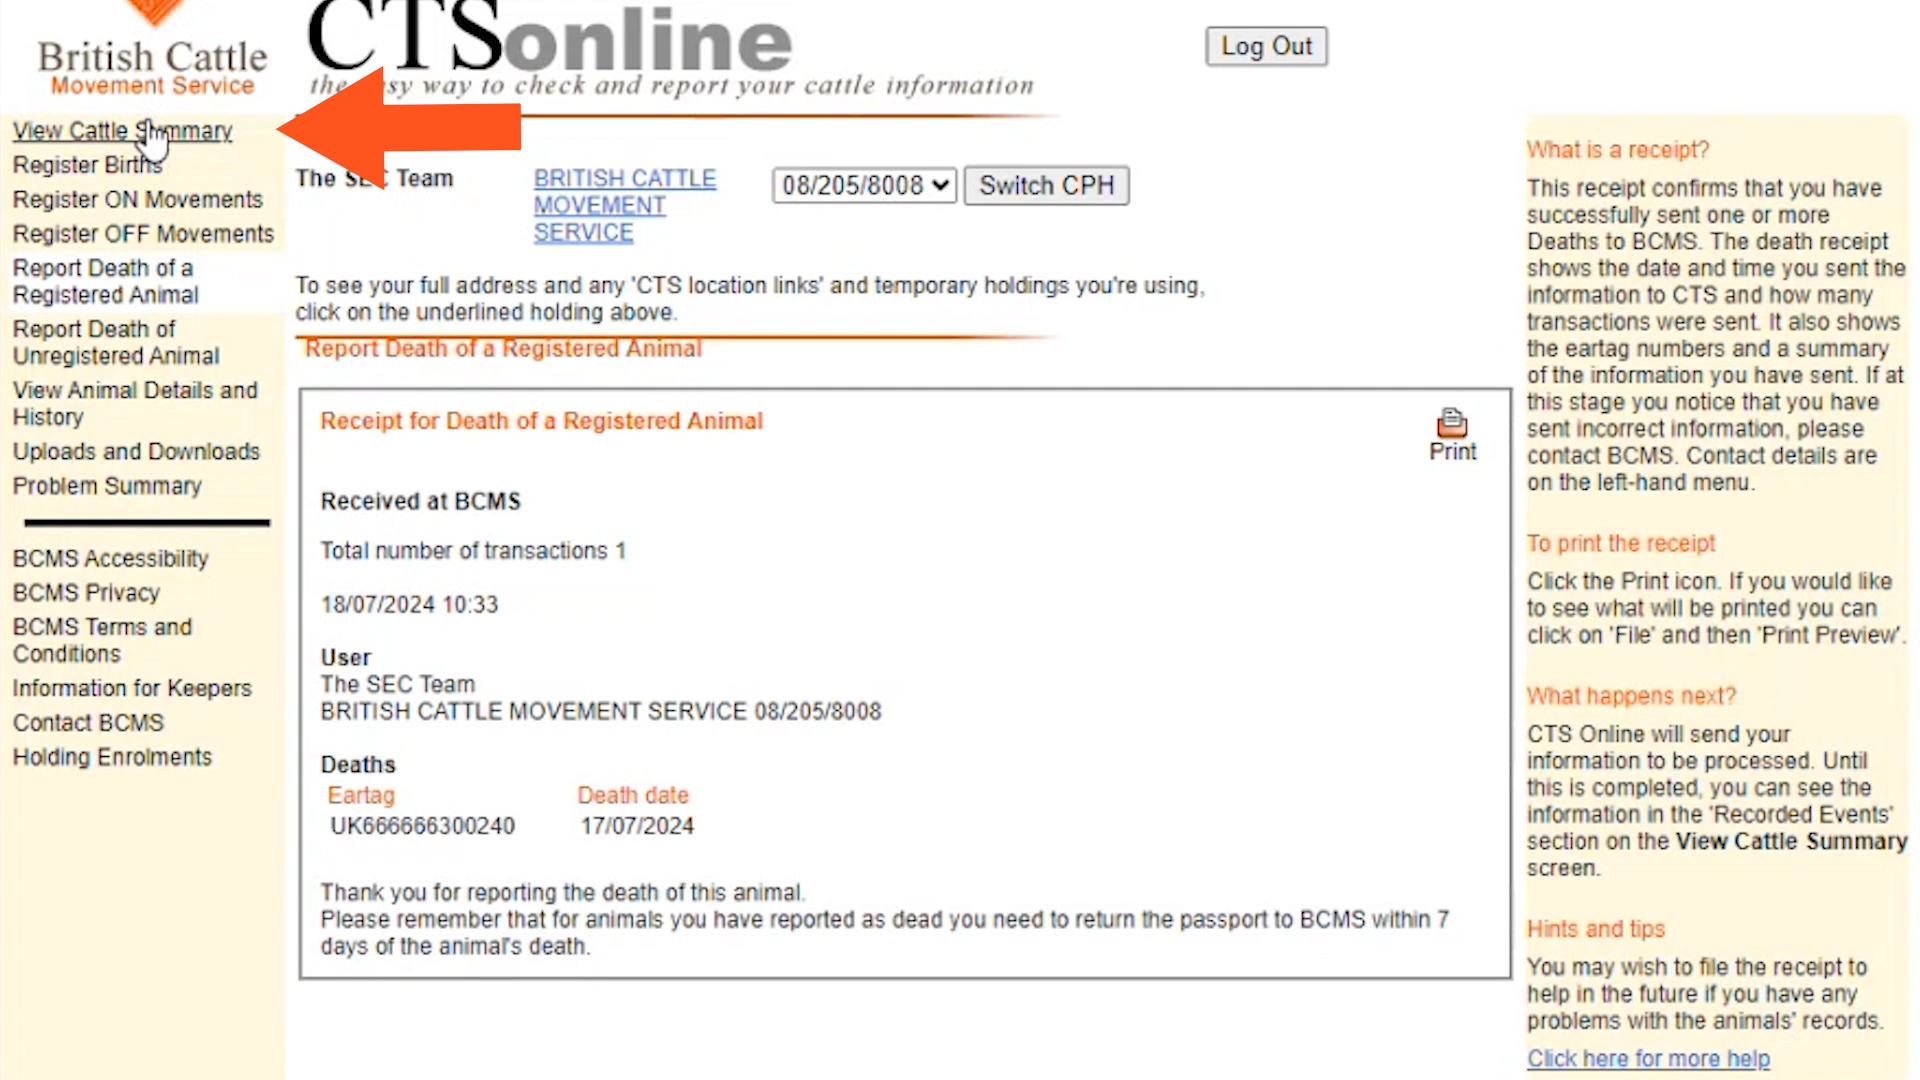 British Cattle
Movement Service
CTSonline
the easy way to check and report your cattle information
Log Out
View Cattle Summary
Register Births
Register ON Movements
Register OFF Movements
Report Death of a
Registered Animal
Report Death of
Unregistered Animal
View Animal Details and
History
Uploads and Downloads
Problem Summary
BCMS Accessibility
BCMS Privacy
BCMS Terms and
Conditions
Information for Keepers
Contact BCMS
Holding Enrolments
The SEC Team
BRITISH CATTLE
MOVEMENT
SERVICE
08/205/8008
Switch CPH
To see your full address and any 'CTS location links' and temporary holdings you're using,
click on the underlined holding above.
Report Death of a Registered Animal
Receipt for Death of a Registered Animal
Print
Received at BCMS
Total number of transactions 1
18/07/2024 10:33
User
The SEC Team
BRITISH CATTLE MOVEMENT SERVICE 08/205/8008
Deaths
Eartag Death date
UK666666300240 17/07/2024
Thank you for reporting the death of this animal.
Please remember that for animals you have reported as dead you need to return the passport to BCMS within 7
days of the animal's death.
What is a receipt?
This receipt confirms that you have
successfully sent one or more
Deaths to BCMS. The death receipt
shows the date and time you sent the
information to CTS and how many
transactions were sent. It also shows
the eartag numbers and a summary
of the information you have sent. If at
this stage you notice that you have
sent incorrect information, please
contact BCMS. Contact details are
on the left-hand menu.
To print the receipt
Click the Print icon. If you would like
to see what will be printed you can
click on 'File' and then 'Print Preview'.
What happens next?
CTS Online will send your
information to be processed. Until
this is completed, you can see the
information in the 'Recorded Events'
section on the View Cattle Summary
screen.
Hints and tips
You may wish to file the receipt to
help in the future if you have any
problems with the animals' records.
Click here for more help